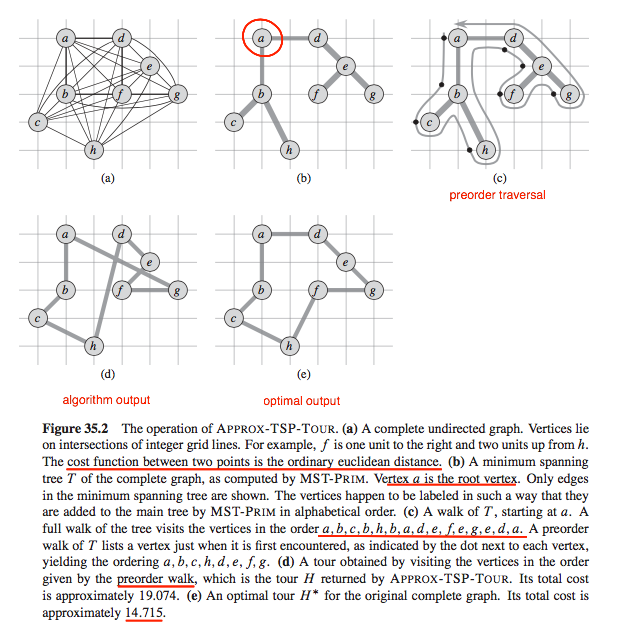 a d e b f g c h
a d e b f g c h
a d e b f g c h
(a)
(b)
(c)
preorder traversal
a d e b f g c h
a d e b f g c h
(d)
(e)
algorithm output
optimal output
Figure 35.2 The operation of APPROX-TSP-TOUR. (a) A complete undirected graph. Vertices lie
on intersections of integer grid lines. For example, f is one unit to the right and two units up from h.
The cost function between two points is the ordinary euclidean distance. (b) A minimum spanning
tree T of the complete graph, as computed by MST-PRIM. Vertex a is the root vertex. Only edges
in the minimum spanning tree are shown. The vertices happen to be labeled in such a way that they
are added to the main tree by MST-PRIM in alphabetical order. (c) A walk of T, starting at a. A
full walk of the tree visits the vertices in the order a, b, c, b, h, b, a, d, e, f, e, g, e, d, a. A preorder
walk of T lists a vertex just when it is first encountered, as indicated by the dot next to each vertex,
yielding the ordering a, b, c, h, d, e, f, g. (d) A tour obtained by visiting the vertices in the order
given by the preorder walk, which is the tour H returned by APPROX-TSP-TOUR. Its total cost
is approximately 19.074. (e) An optimal tour H* for the original complete graph. Its total cost is
approximately 14.715.